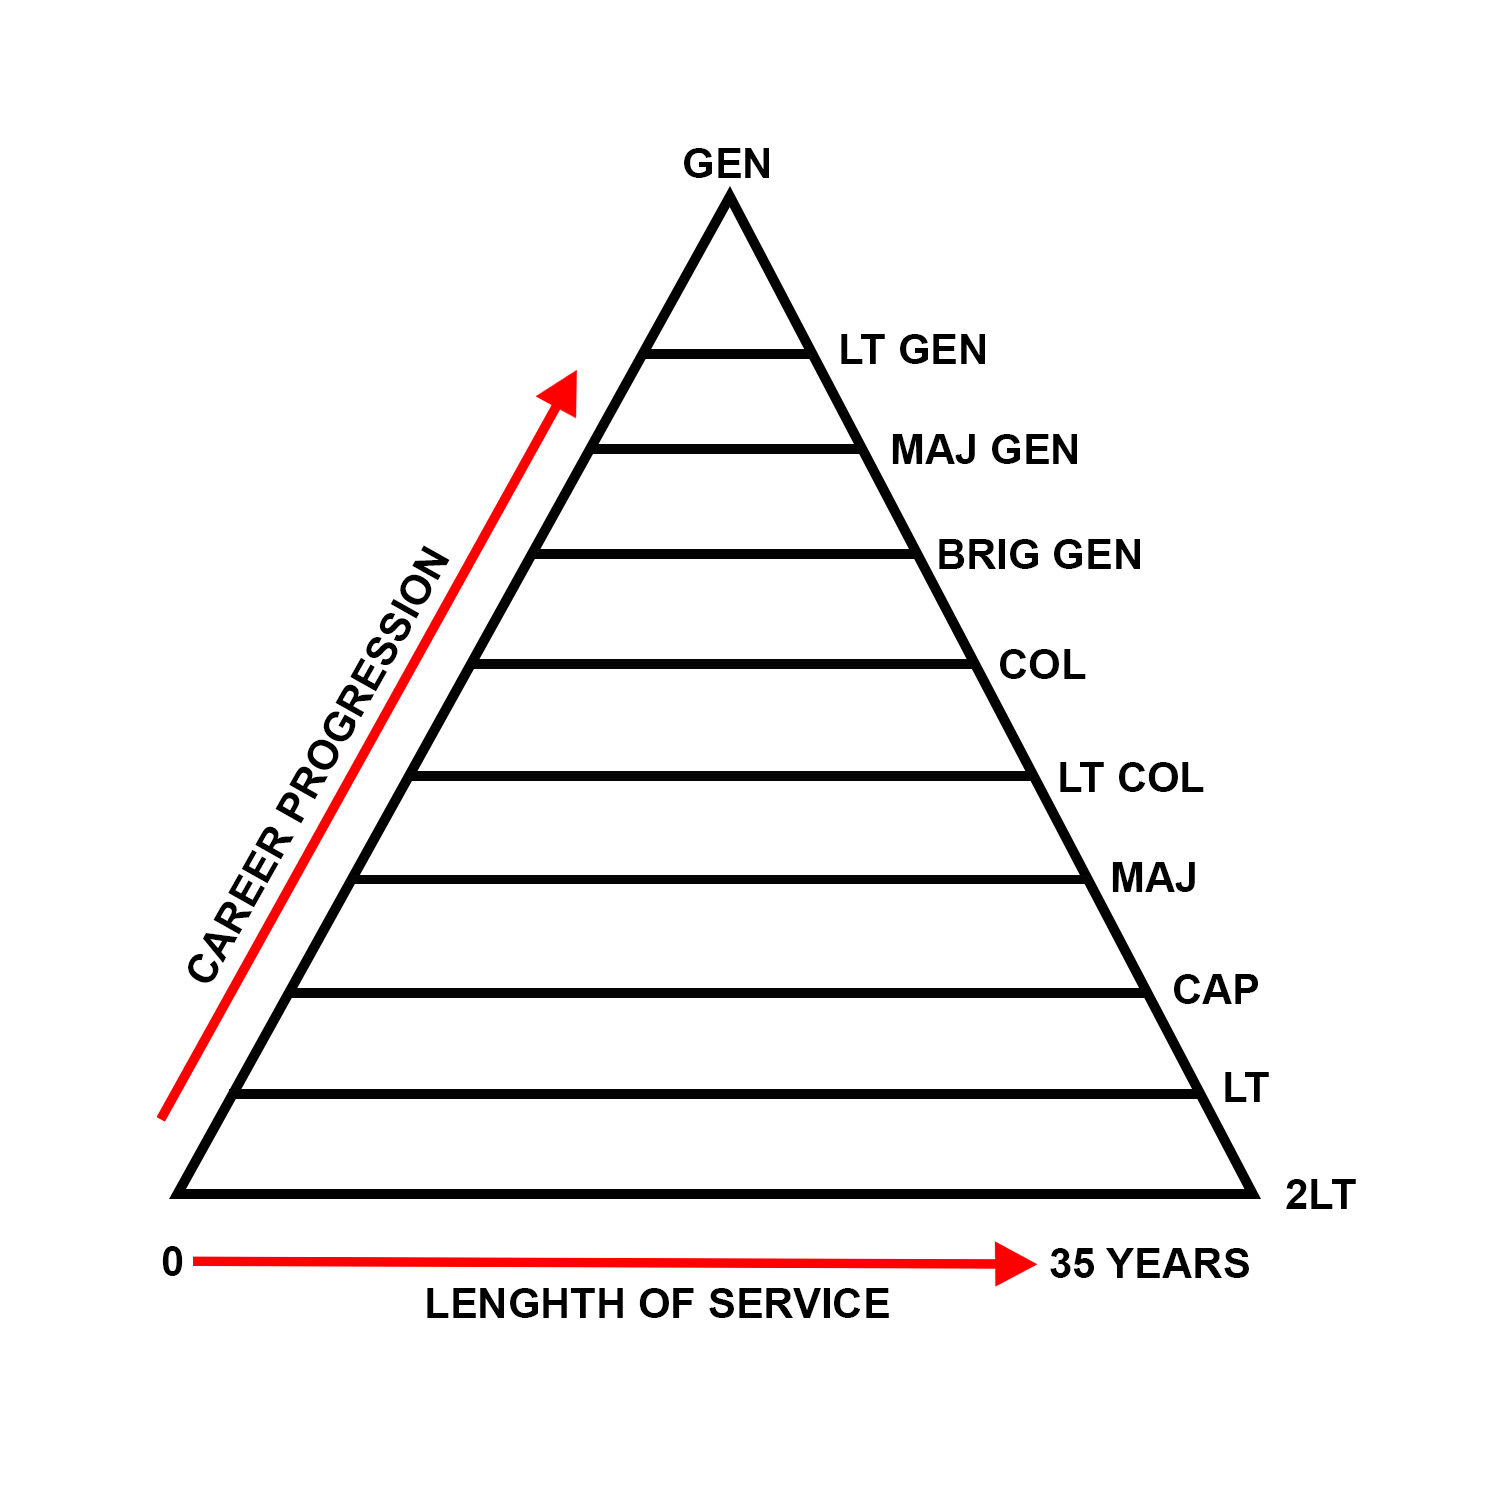 GEN
LT GEN
MAJ GEN
BRIG GEN
COL
LT COL
MAJ
CAP
LT
2LT
CAREER PROGRESSION
0
35 YEARS
LENGHTH OF SERVICE